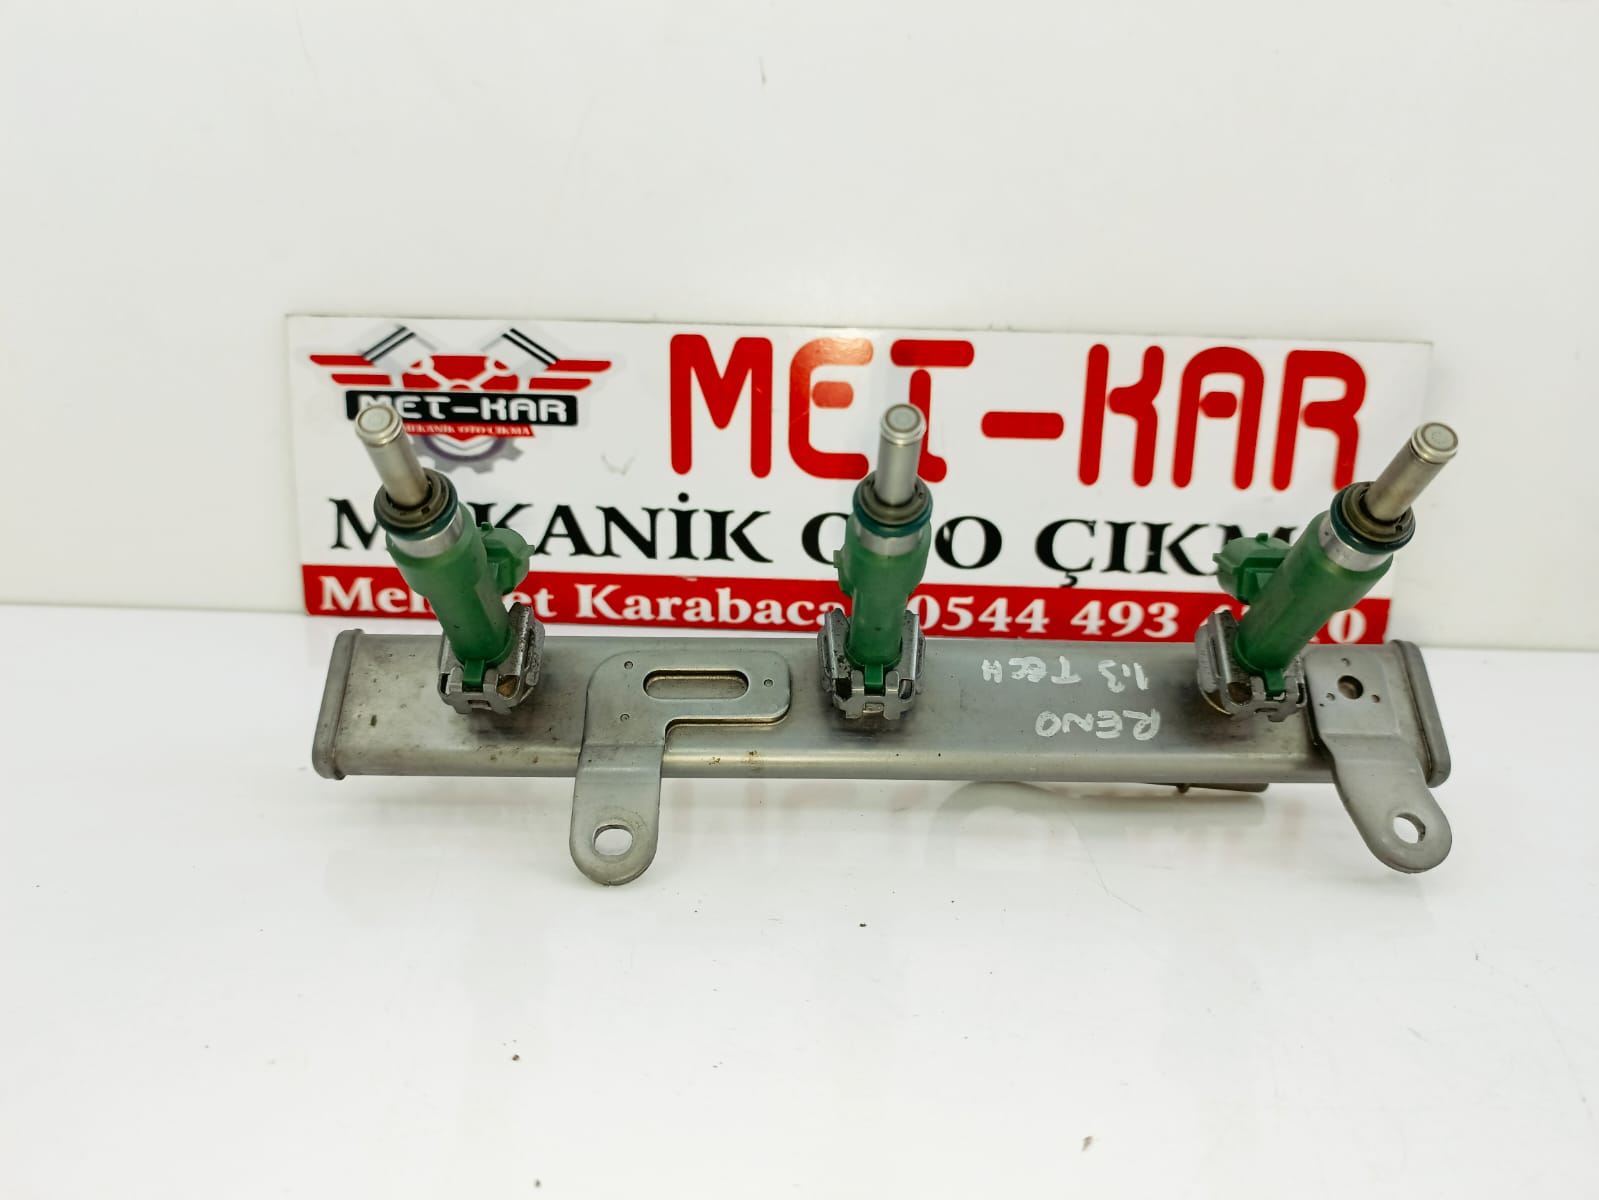 MET-KAR
MEKANİK OTO ÇIKMA
MET-KAR
Karabaca
0544 493
1.3 TECH
RENO